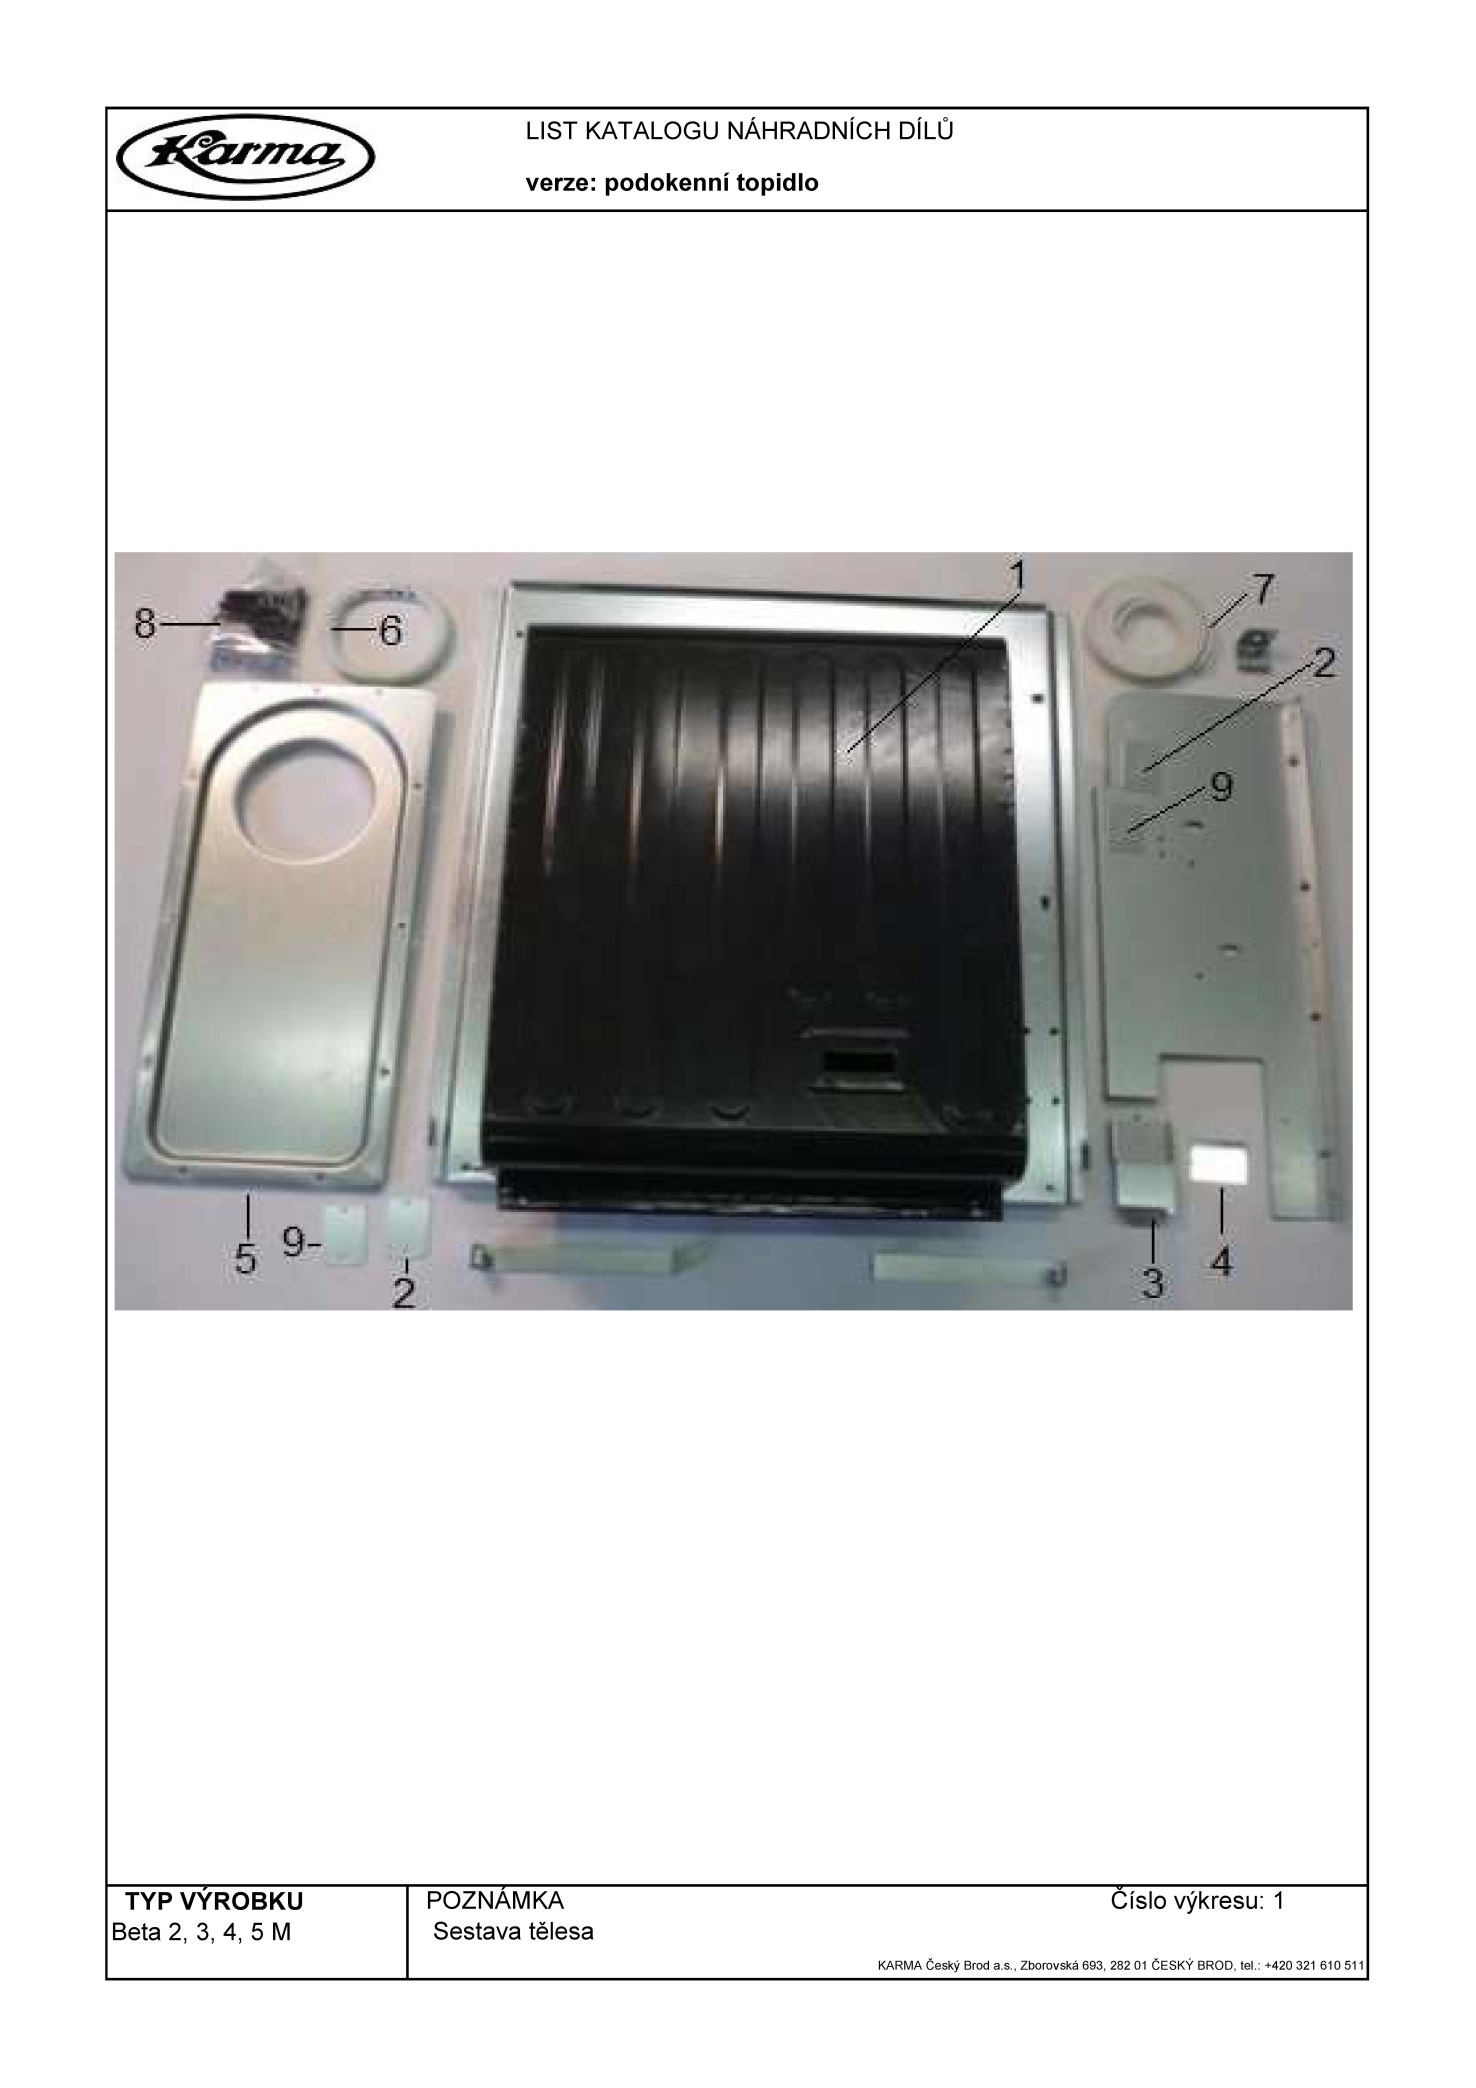 Karma
LIST KATALOGU NÁHRADNÍCH DÍLŮ
verze: podokenní topidlo
1
7
8
6
2
9
5
9
2
3
4
TYP VÝROBKU
Beta 2, 3, 4, 5 M
POZNÁMKA
Sestava tělesa
Číslo výkresu: 1
KARMA Český Brod a.s., Zborovská 693, 282 01 ČESKÝ BROD, tel.: +420 321 610 511